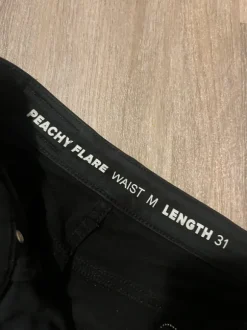 PEACHY FLARE WAIST M LENGTH 31